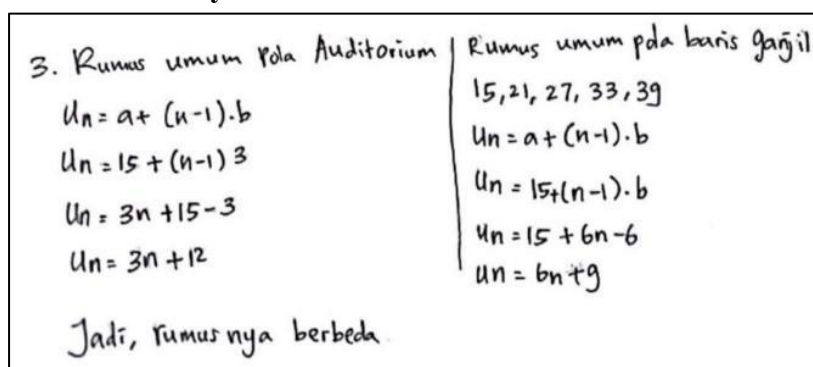 3. Rumus umum Pola Auditorium
Un = a + (n-1).b
Un = 15 + (n-1) 3
Un = 3n + 15 - 3
Un = 3n + 12
Jadi, rumusnya berbeda
Rumus umum pola baris ganjil
15, 21, 27, 33, 39
Un = a + (n-1).b
Un = 15 + (n-1).b
Un = 15 + 6n - 6
Un = 6n + 9